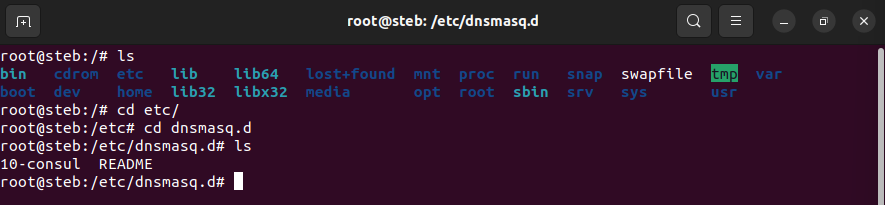 root@steb: /etc/dnsmasq.d
root@steb:/# ls
bin cdrom etc lib lib64 lost+found mnt proc run snap swapfile tmp var
boot dev home lib32 libx32 media opt root sbin srv sys usr
root@steb:/# cd etc/
root@steb:/etc# cd dnsmasq.d
root@steb:/etc/dnsmasq.d# ls
10-consul README
root@steb:/etc/dnsmasq.d#